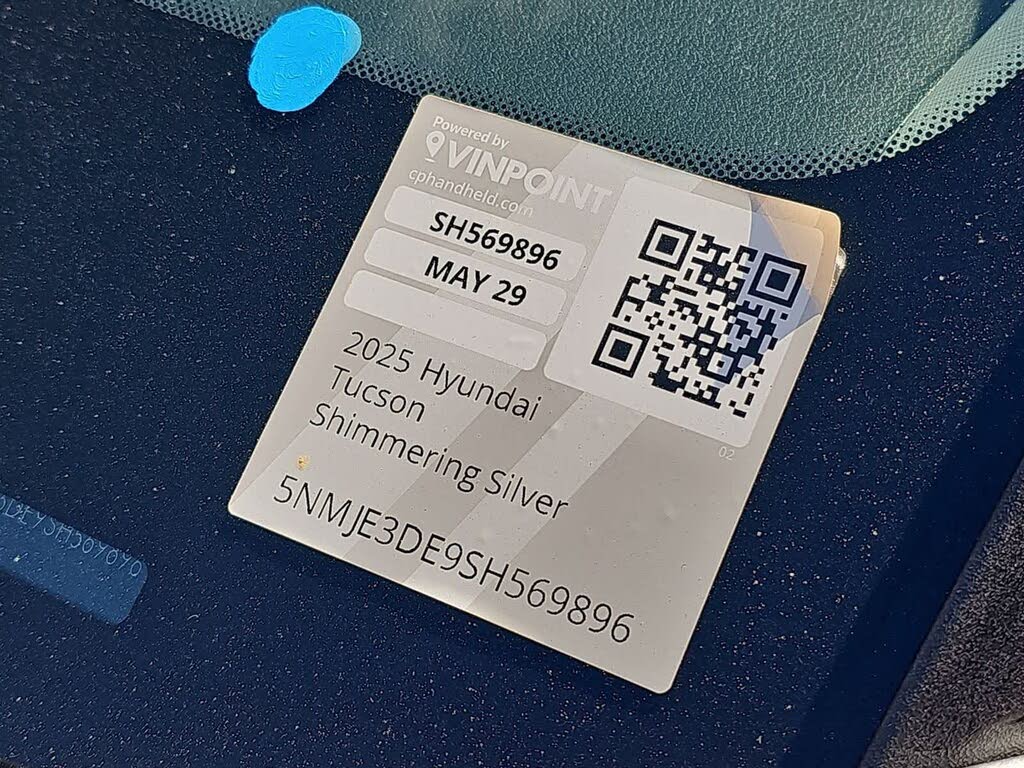 Powered by
VINPOINT
cphandheld.com
SH569896
MAY 29
2025 Hyundai
Tucson
Shimmering Silver
02
5NMJE3DE9SH569896